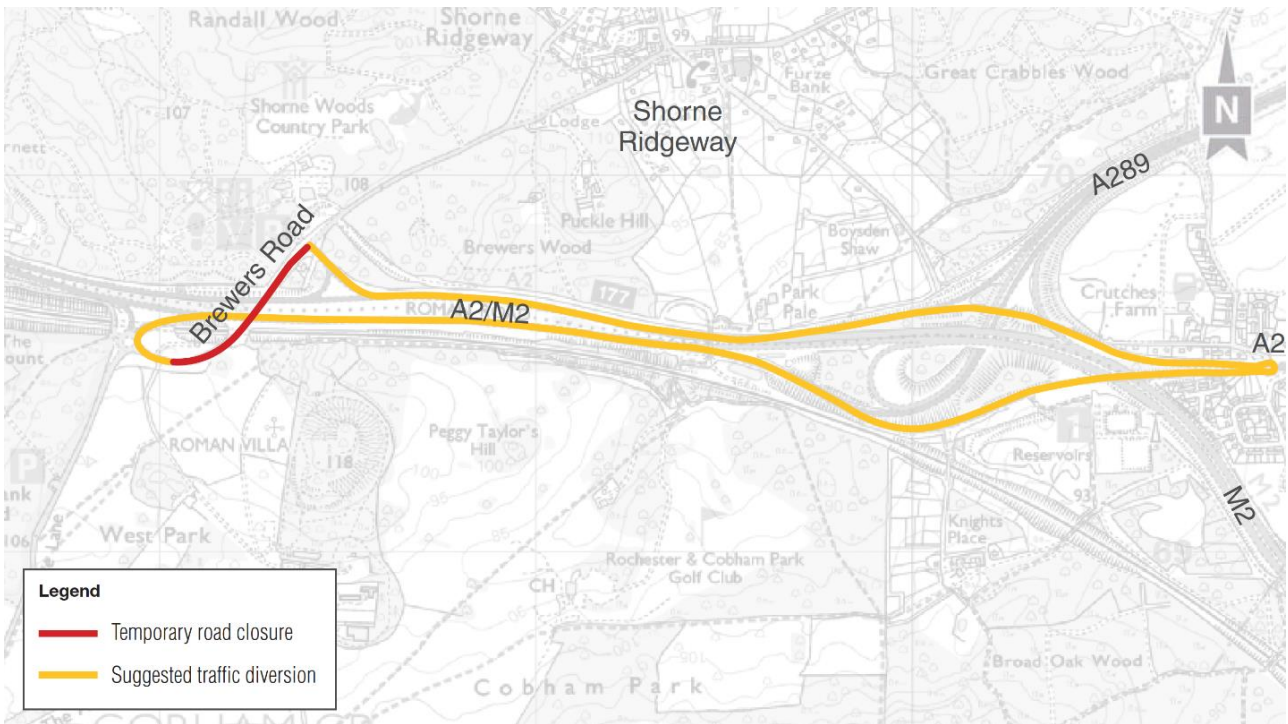 Randall Wood
Shorne
Ridgeway
99
Great Crabbles Wood
Furze
Bank
107
Shorne Woods
Country Park
Lodge
Shorne
Ridgeway
N
70
A289
108
Brewers Road
Puckle Hill
105
Brewers Wood
Boysden
Shaw
177
Park
Pale
Crutches
Farm
ROMAN
A2/M2
A2
The
ROMAN VILLA
118
Peggy Taylor's
Hill
100
Reservoirs
93
P
106
West Park
Knights
Place
M2
Rochester & Cobham Park
Golf Club
CH
Legend
Temporary road closure
Suggested traffic diversion
Broad Oak Wood
Cobham Park